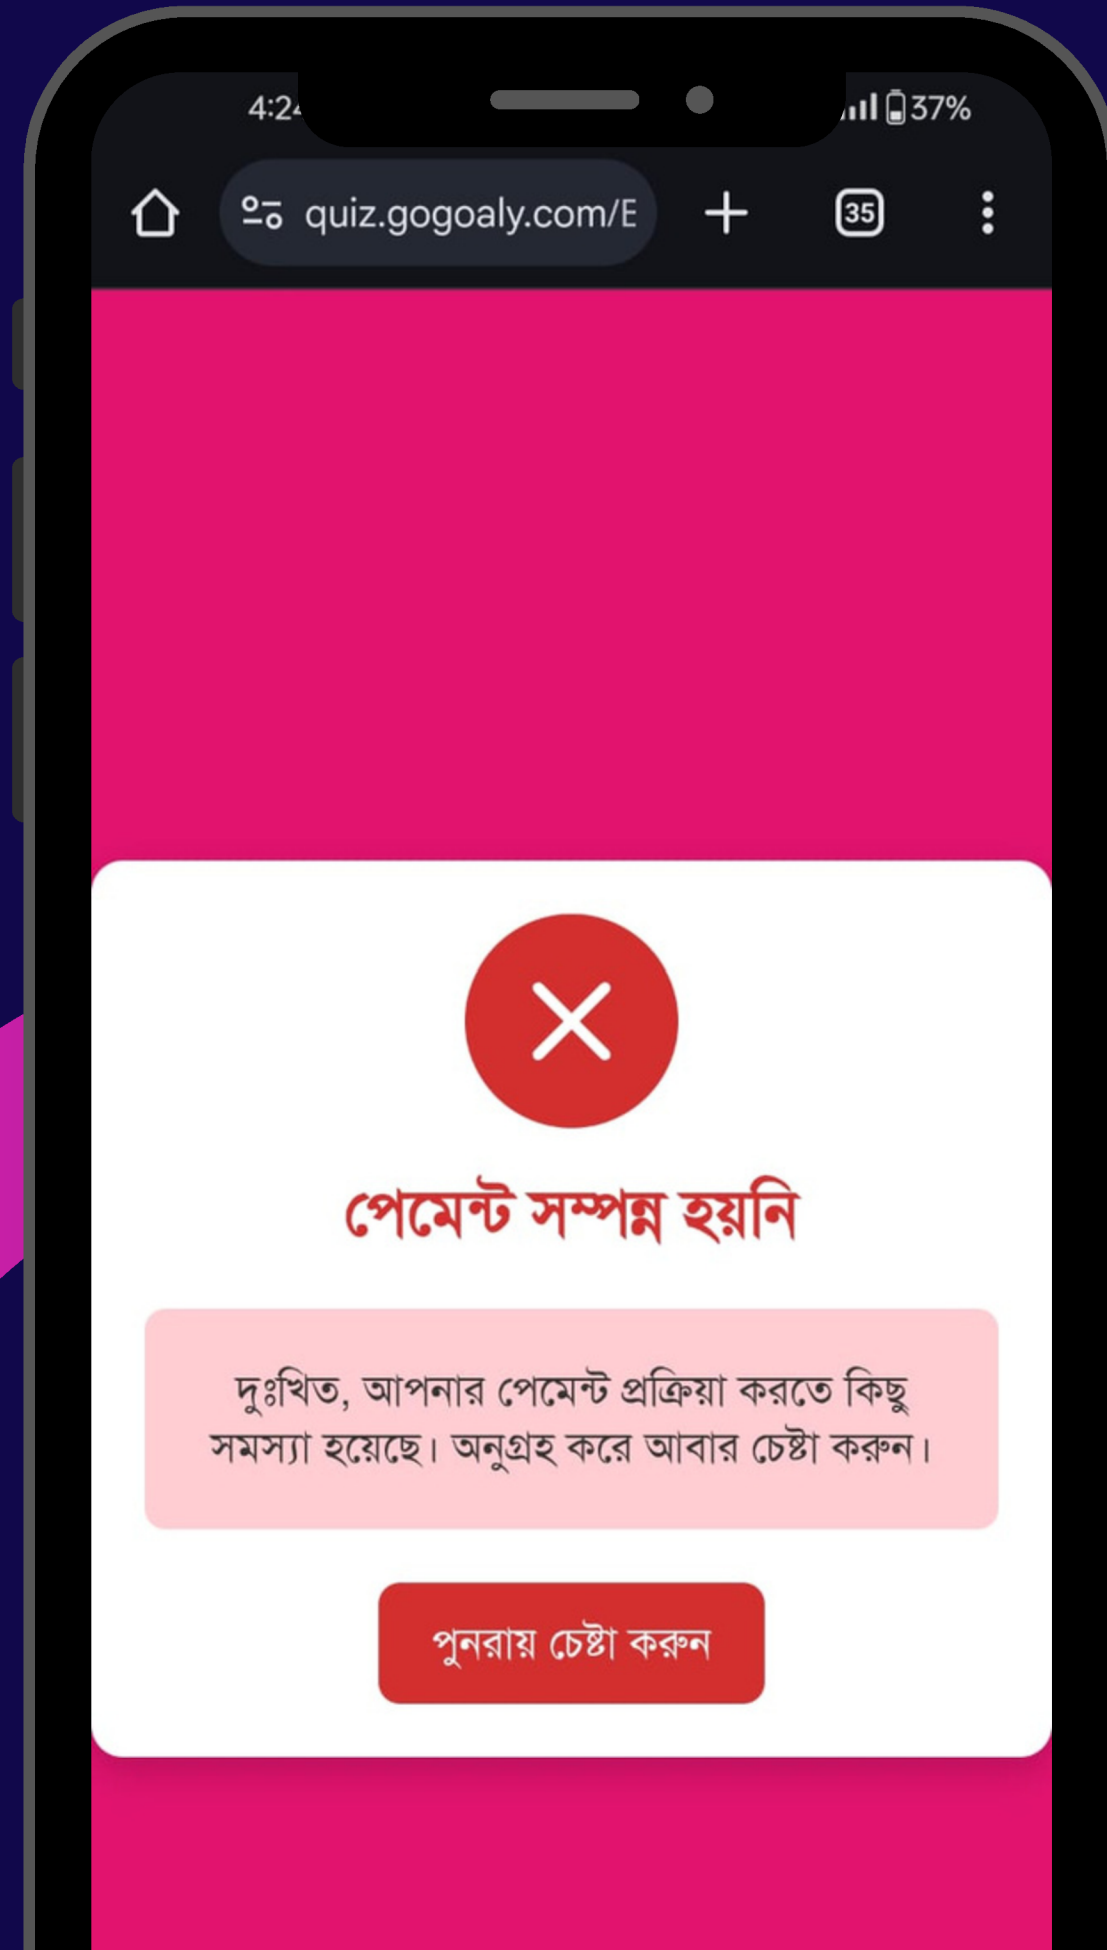 4:24
37%
quiz.gogoaly.com/E
35
পেমেন্ট সম্পন্ন হয়নি
দুঃখিত, আপনার পেমেন্ট প্রক্রিয়া করতে কিছু
সমস্যা হয়েছে। অনুগ্রহ করে আবার চেষ্টা করুন।
পুনরায় চেষ্টা করুন